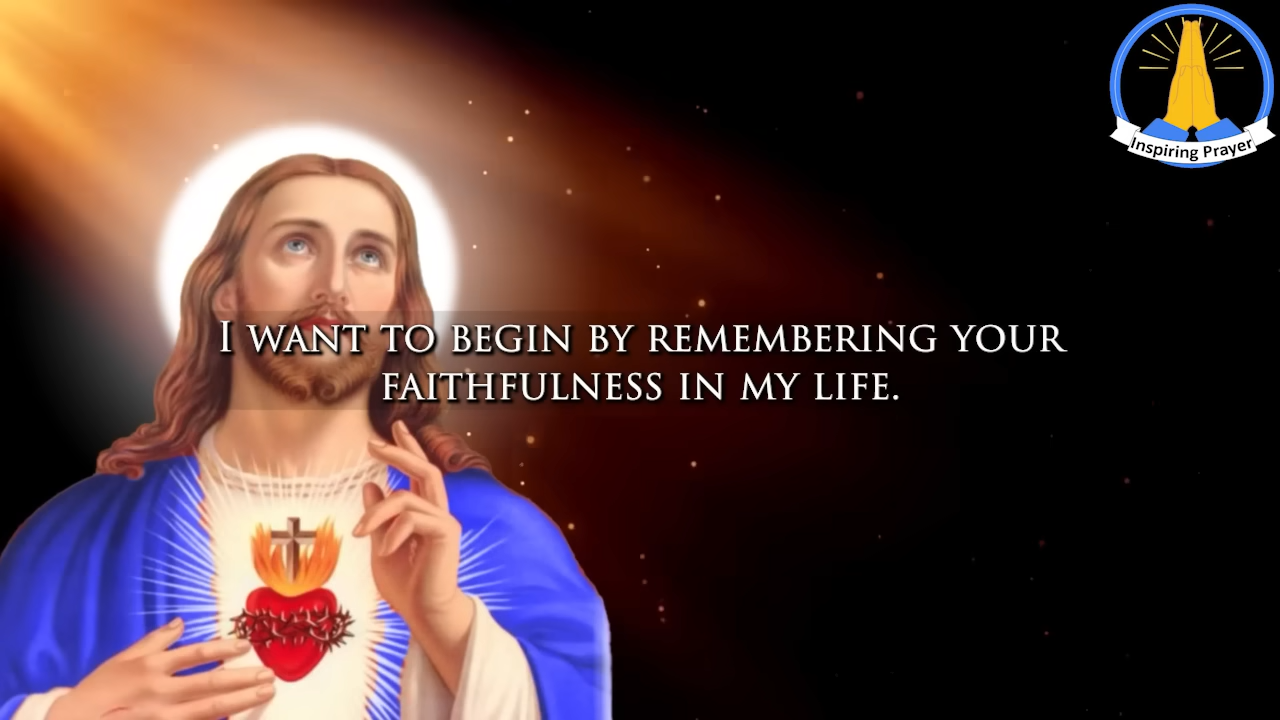 Inspiring Prayer
I WANT TO BEGIN BY REMEMBERING YOUR
FAITHFULNESS IN MY LIFE.